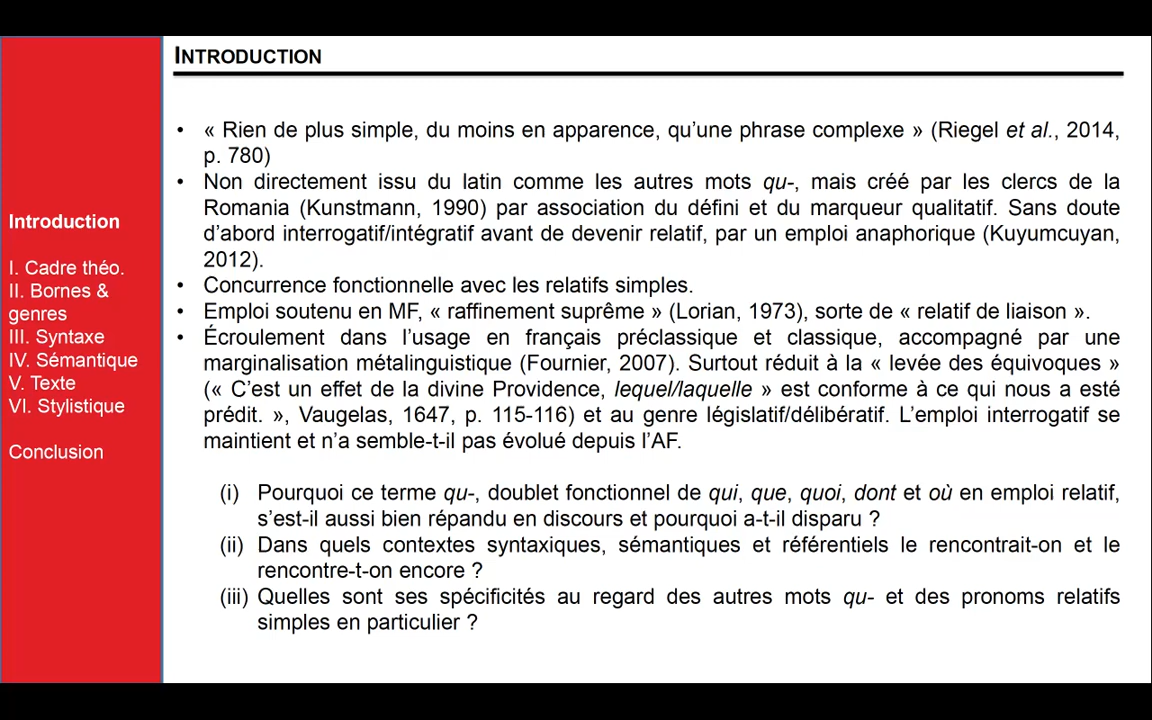 INTRODUCTION
Introduction
I. Cadre théo.
II. Bornes &
genres
III. Syntaxe
IV. Sémantique
V. Texte
VI. Stylistique
Conclusion
• « Rien de plus simple, du moins en apparence, qu’une phrase complexe » (Riegel et al., 2014,
p. 780)
• Non directement issu du latin comme les autres mots qu-, mais créé par les clercs de la
Romania (Kunstmann, 1990) par association du défini et du marqueur qualitatif. Sans doute
d’abord interrogatif/intégratif avant de devenir relatif, par un emploi anaphorique (Kuyumcuyan,
2012).
• Concurrence fonctionnelle avec les relatifs simples.
• Emploi soutenu en MF, « raffinement suprême » (Lorian, 1973), sorte de « relatif de liaison ».
• Écroulement dans l’usage en français préclassique et classique, accompagné par une
marginalisation métalinguistique (Fournier, 2007). Surtout réduit à la « levée des équivoques »
(« C’est un effet de la divine Providence, lequel/laquelle » est conforme à ce qui nous a esté
prédit. », Vaugelas, 1647, p. 115-116) et au genre législatif/délibératif. L’emploi interrogatif se
maintient et n’a semble-t-il pas évolué depuis l’AF.
(i) Pourquoi ce terme qu-, doublet fonctionnel de qui, que, quoi, dont et où en emploi relatif,
s’est-il aussi bien répandu en discours et pourquoi a-t-il disparu ?
(ii) Dans quels contextes syntaxiques, sémantiques et référentiels le rencontrait-on et le
rencontre-t-on encore ?
(iii) Quelles sont ses spécificités au regard des autres mots qu- et des pronoms relatifs
simples en particulier ?